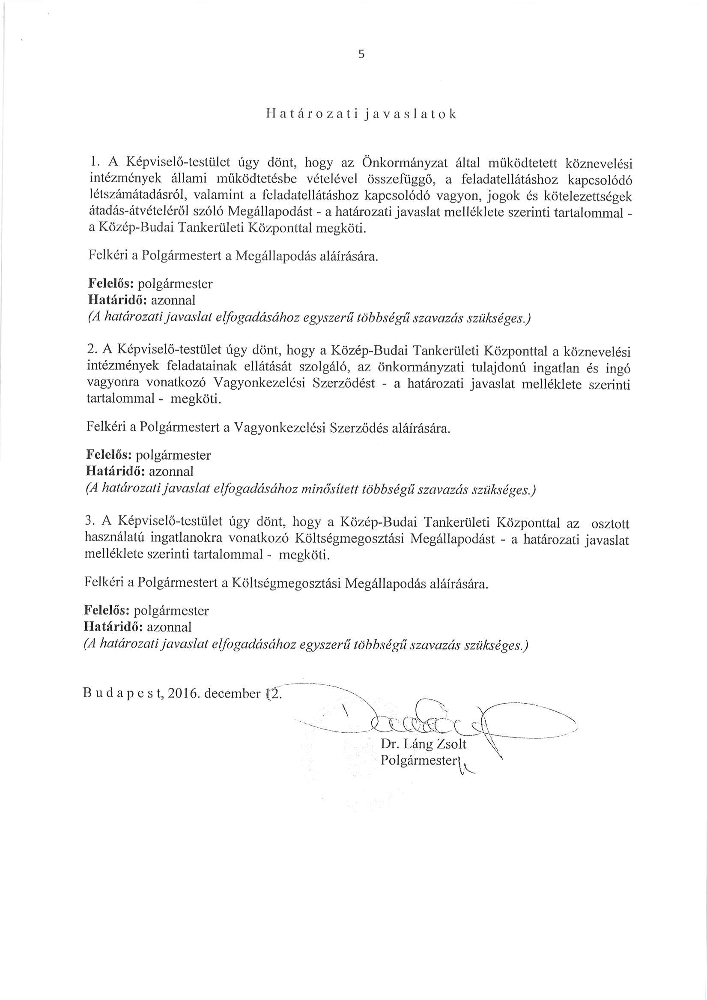 5
Határozati javaslatok
1. A Képviselő-testület úgy dönt, hogy az Önkormányzat által működtetett köznevelési
intézmények állami működtetésbe vételével összefüggő, a feladatellátáshoz kapcsolódó
létszámátadásról, valamint a feladatellátáshoz kapcsolódó vagyon, jogok és kötelezettségek
átadás-átvételéről szóló Megállapodást - a határozati javaslat melléklete szerinti tartalommal -
a Közép-Budai Tankerületi Központtal megköti.
Felkéri a Polgármestert a Megállapodás aláírására.
Felelős: polgármester
Határidő: azonnal
(A határozati javaslat elfogadásához egyszerű többségű szavazás szükséges.)
2. A Képviselő-testület úgy dönt, hogy a Közép-Budai Tankerületi Központtal a köznevelési
intézmények feladatainak ellátását szolgáló, az önkormányzati tulajdonú ingatlan és ingó
vagyonra vonatkozó Vagyonkezelési Szerződést - a határozati javaslat melléklete szerinti
tartalommal - megköti.
Felkéri a Polgármestert a Vagyonkezelési Szerződés aláírására.
Felelős: polgármester
Határidő: azonnal
(A határozati javaslat elfogadásához minősített többségű szavazás szükséges.)
3. A Képviselő-testület úgy dönt, hogy a Közép-Budai Tankerületi Központtal az osztott
használatú ingatlanokra vonatkozó Költségmegosztási Megállapodást - a határozati javaslat
melléklete szerinti tartalommal - megköti.
Felkéri a Polgármestert a Költségmegosztási Megállapodás aláírására.
Felelős: polgármester
Határidő: azonnal
(A határozati javaslat elfogadásához egyszerű többségű szavazás szükséges.)
Budapest, 2016. december 12.
Dr. Láng Zsolt
Polgármester